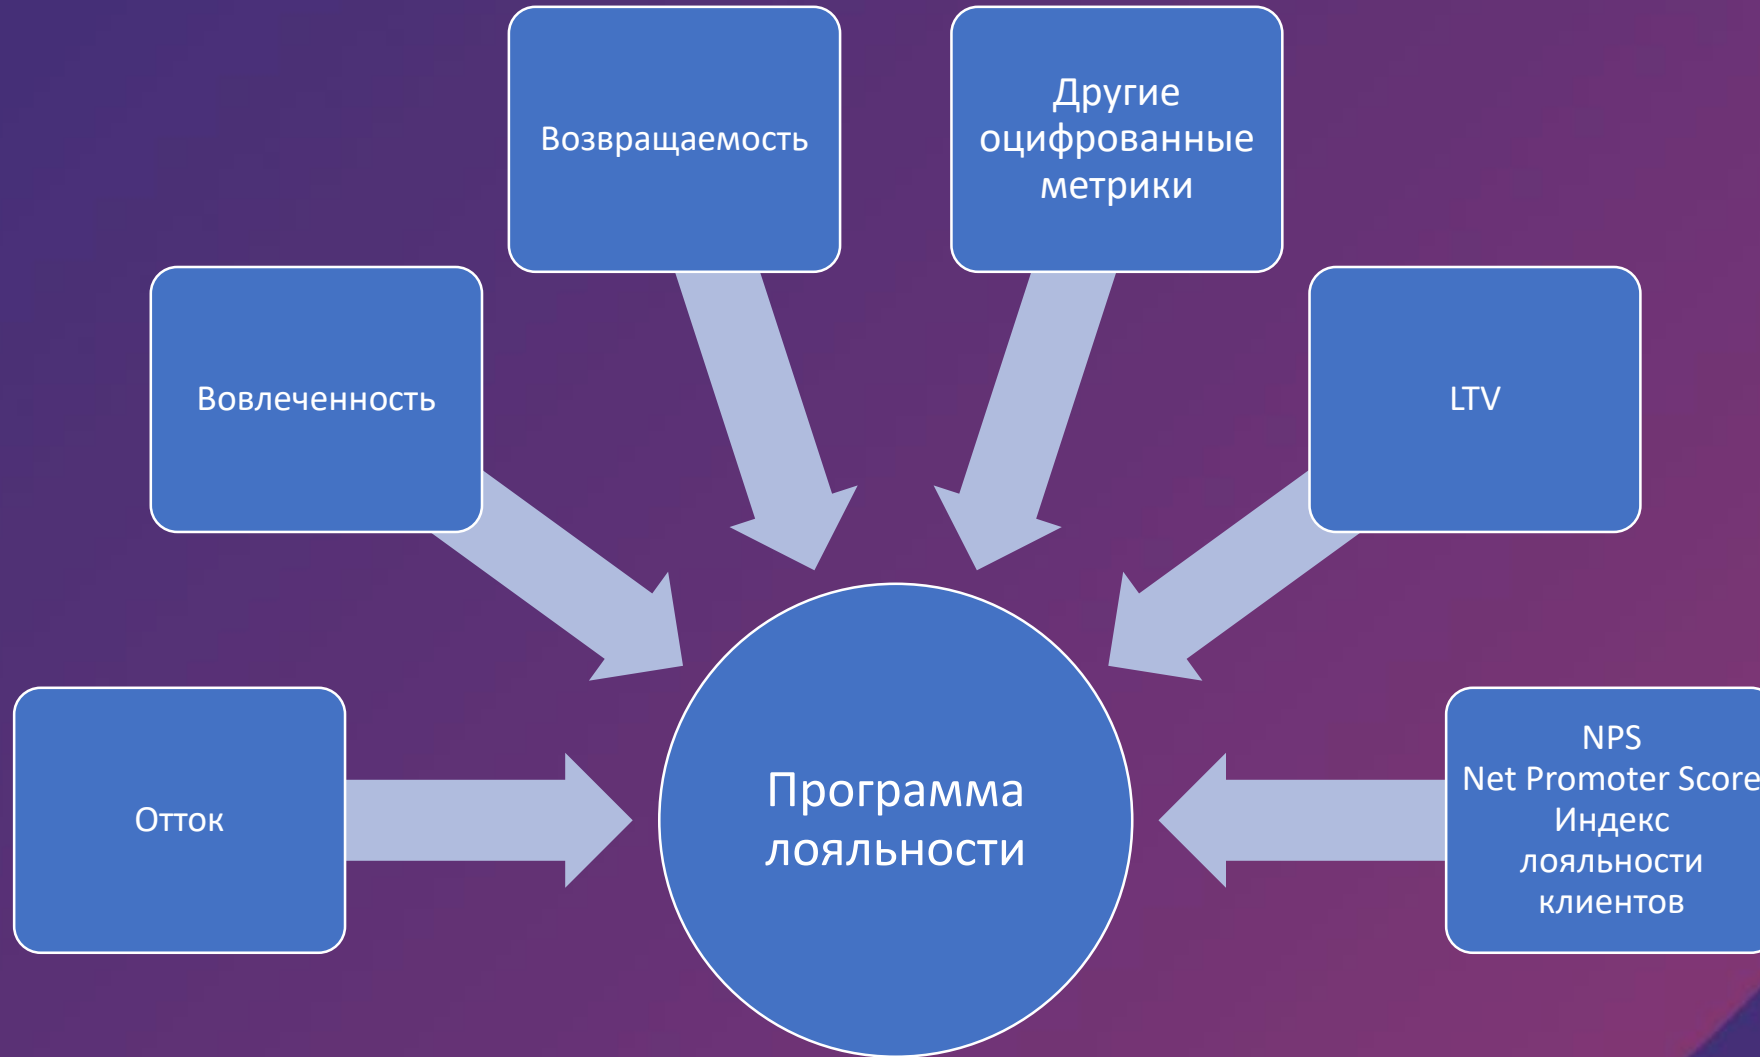 Возвращаемость
Другие
оцифрованные
метрики
Вовлеченность
LTV
Отток
Программа
лояльности
NPS
Net Promoter Score
Индекс
лояльности
клиентов